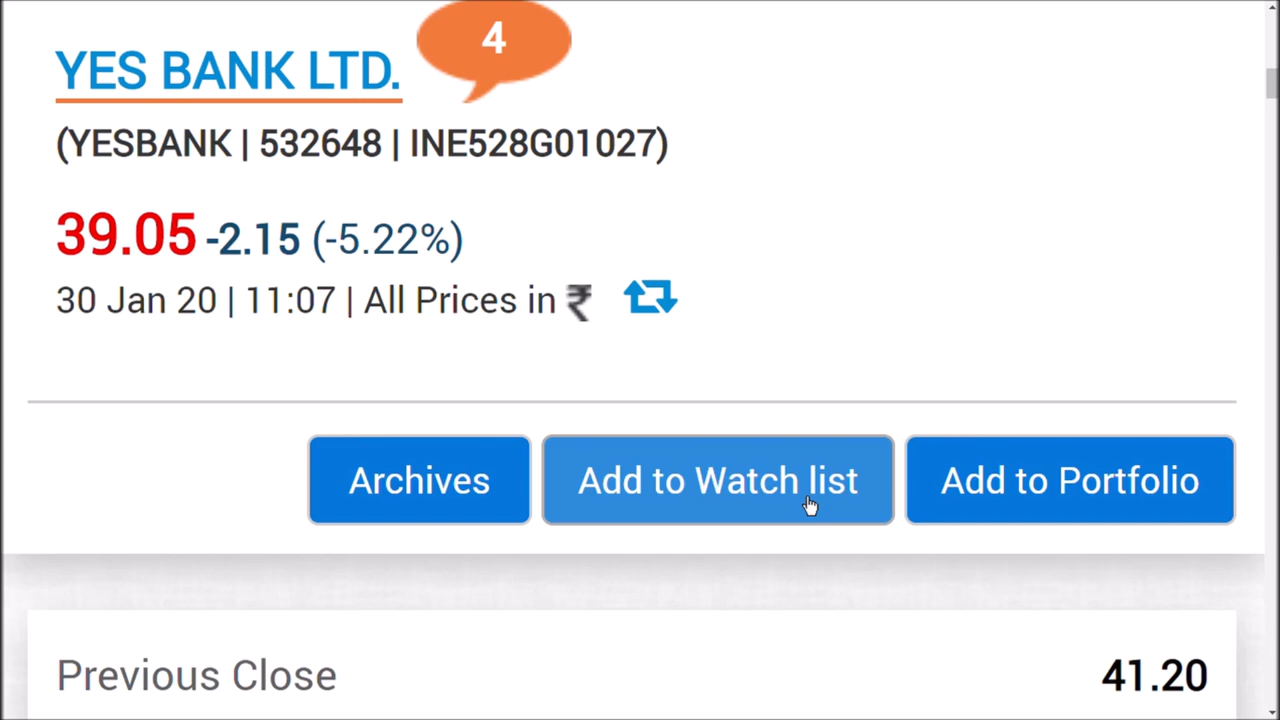 4
YES BANK LTD.
(YESBANK | 532648 | INE528G01027)
39.05 -2.15 (-5.22%)
30 Jan 20 | 11:07 | All Prices in ₹
Archives Add to Watch list Add to Portfolio
Previous Close 41.20